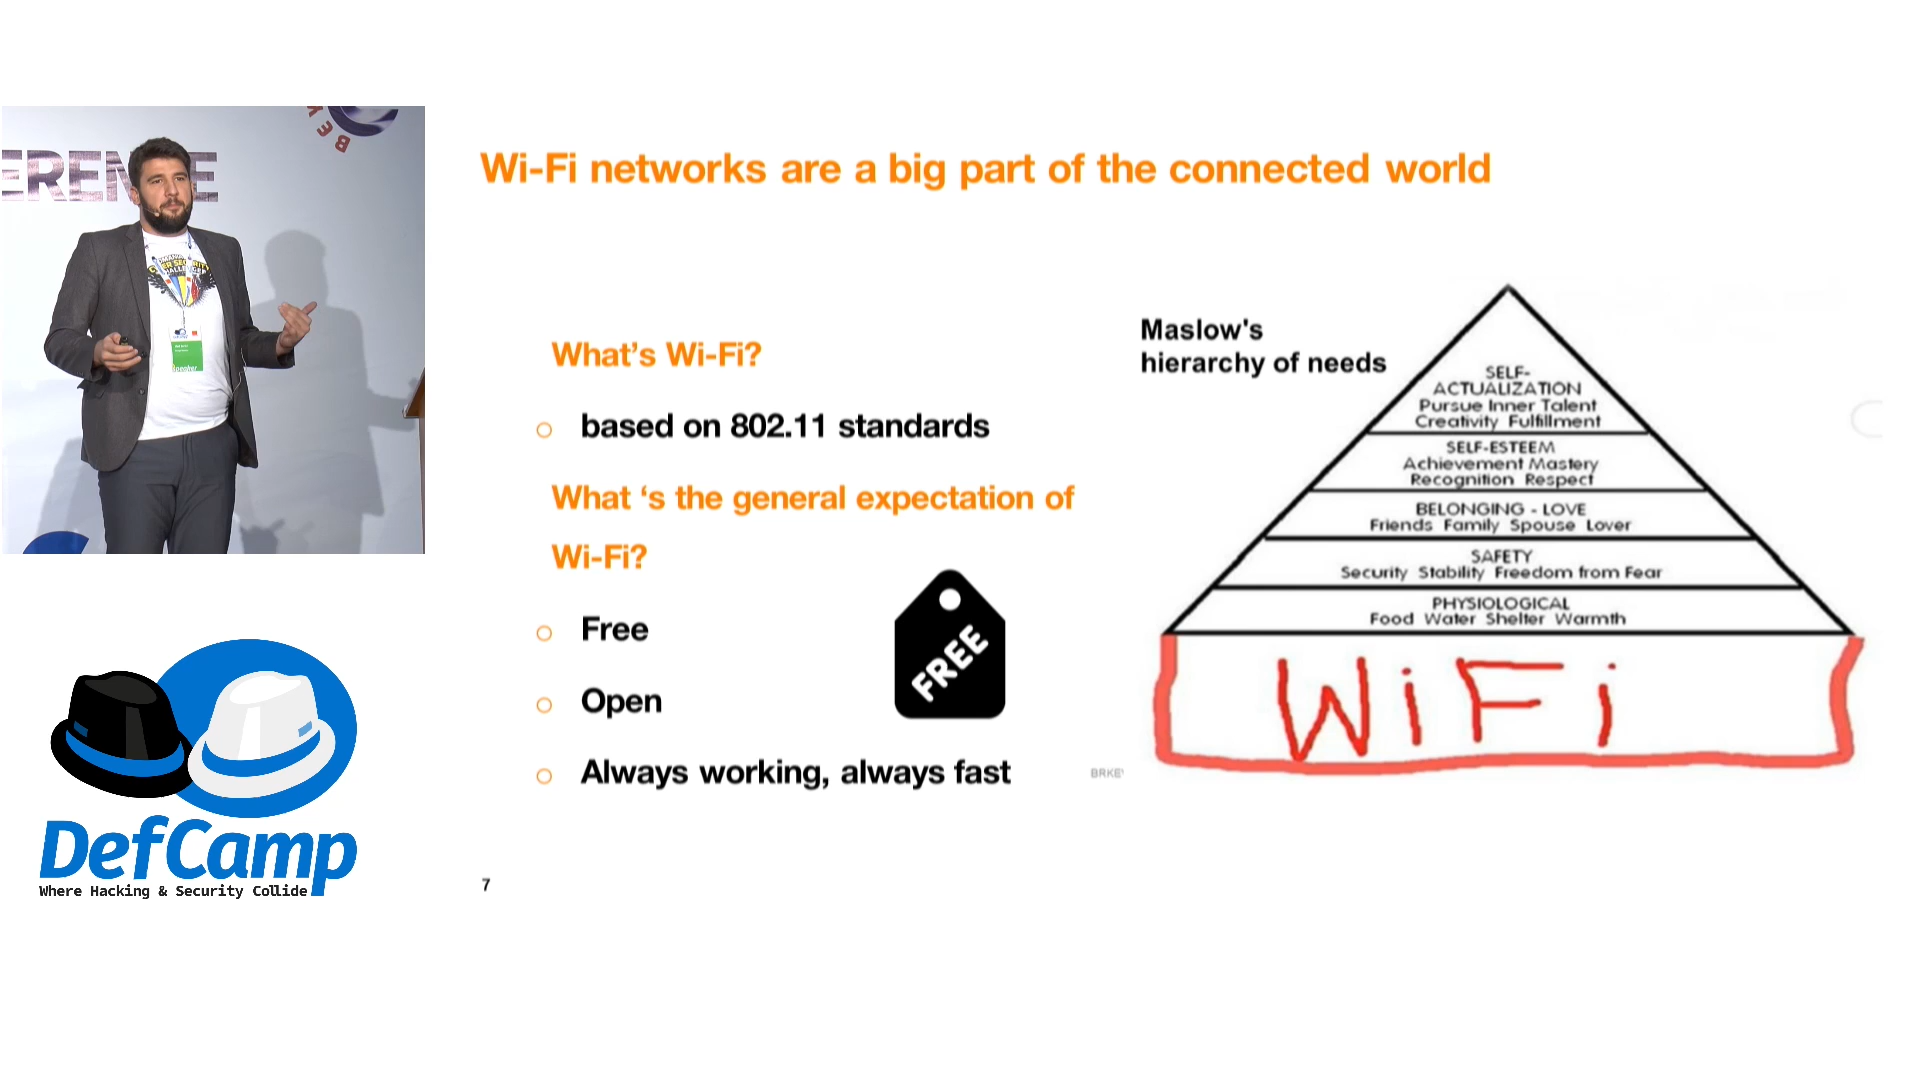 Wi-Fi networks are a big part of the connected world
What’s Wi-Fi?
based on 802.11 standards
What ‘s the general expectation of
Wi-Fi?
Free
Open
Always working, always fast
FREE
7
Maslow's
hierarchy of needs
SELF-
ACTUALIZATION
Pursue Inner Talent
Creativity Fulfillment
SELF-ESTEEM
Achievement Mastery
Recognition Respect
BELONGING - LOVE
Friends Family Spouse Lover
SAFETY
Security Stability Freedom from Fear
PHYSIOLOGICAL
Food Water Shelter Warmth
WiFi
BRKE
DefCamp
Where Hacking & Security Collide